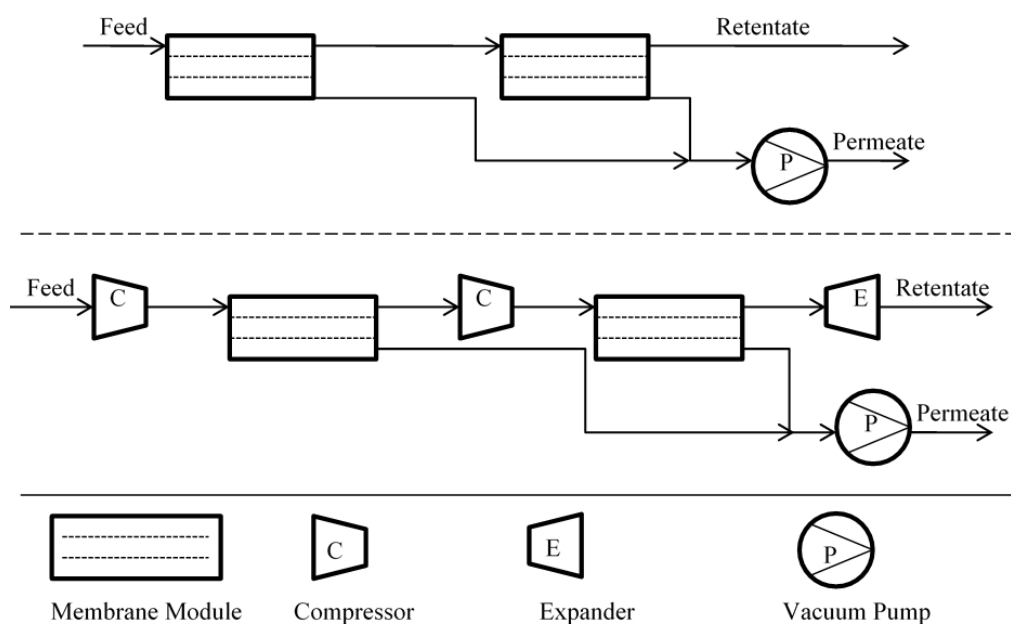 Feed
Retentate
Permeate
P
Feed
C
C
E
Retentate
Permeate
P
C
E
P
Membrane Module
Compressor
Expander
Vacuum Pump